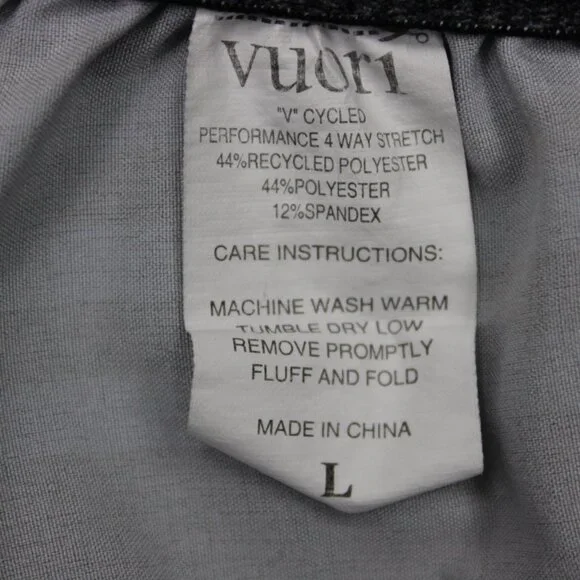 vuori
"V" CYCLED
PERFORMANCE 4 WAY STRETCH
44%RECYCLED POLYESTER
44%POLYESTER
12%SPANDEX
CARE INSTRUCTIONS:
MACHINE WASH WARM
TUMBLE DRY LOW
REMOVE PROMPTLY
FLUFF AND FOLD
MADE IN CHINA
L